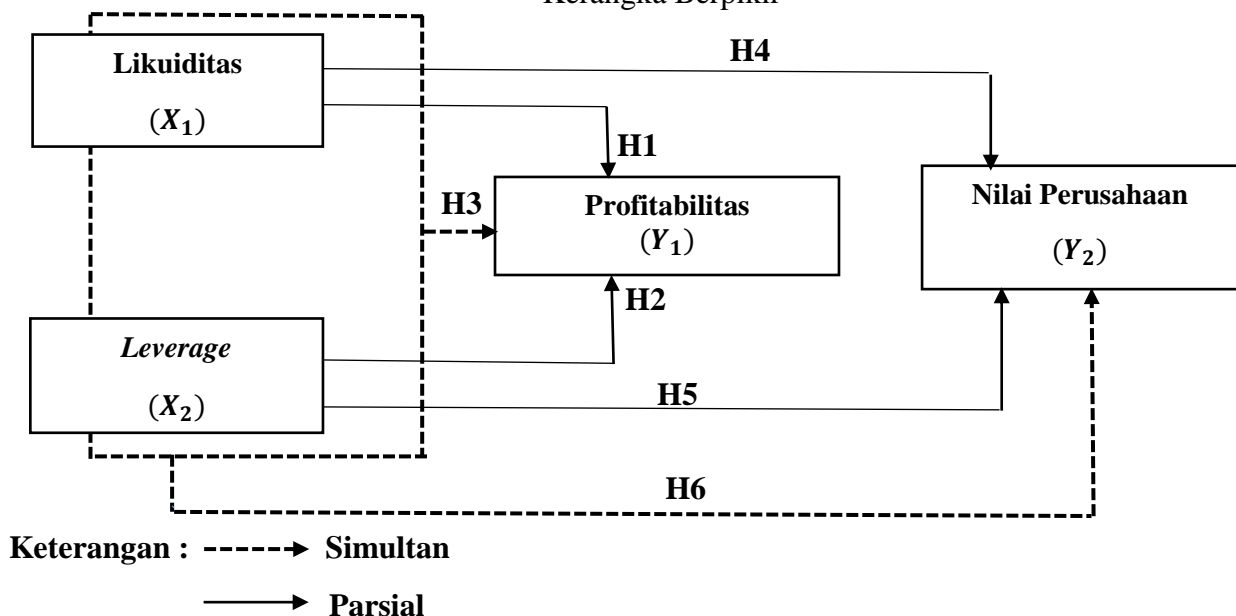 Kerangka Berpikir
Likuiditas
(X₁)
H4
H1
Profitabilitas
(Y₁)
H3
Nilai Perusahaan
(Y₂)
H2
Leverage
(X₂)
H5
H6
Keterangan : Simultan
Parsial